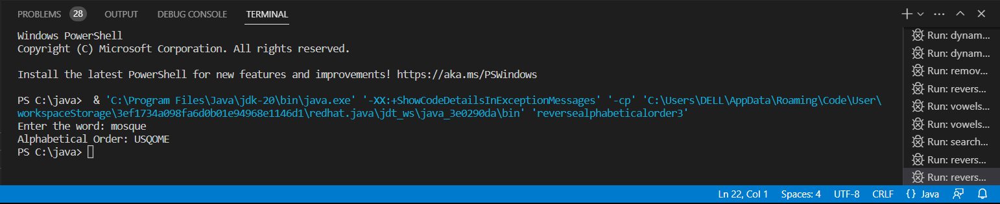 PROBLEMS 28 OUTPUT DEBUG CONSOLE TERMINAL
Windows PowerShell
Copyright (C) Microsoft Corporation. All rights reserved.
Install the latest PowerShell for new features and improvements! https://aka.ms/PSWindows
PS C:\java>  & 'C:\Program Files\Java\jdk-20\bin\java.exe' '-XX:+ShowCodeDetailsInExceptionMessages' '-cp' 'C:\Users\DELL\AppData\Roaming\Code\User\
workspaceStorage\3ef1734a098fa6d0b01e94968e1146d1\redhat.java\jdt_ws\java_3e0290da\bin' 'reversealphabeticalorder3'
Enter the word: mosque
Alphabetical Order: USQOME
PS C:\java>
Run: dynam...
Run: dynam...
Run: remov...
Run: revers...
Run: vowels...
Run: vowels...
Run: search...
Run: revers...
Run: revers...
Ln 22, Col 1 Spaces: 4 UTF-8 CRLF {} Java